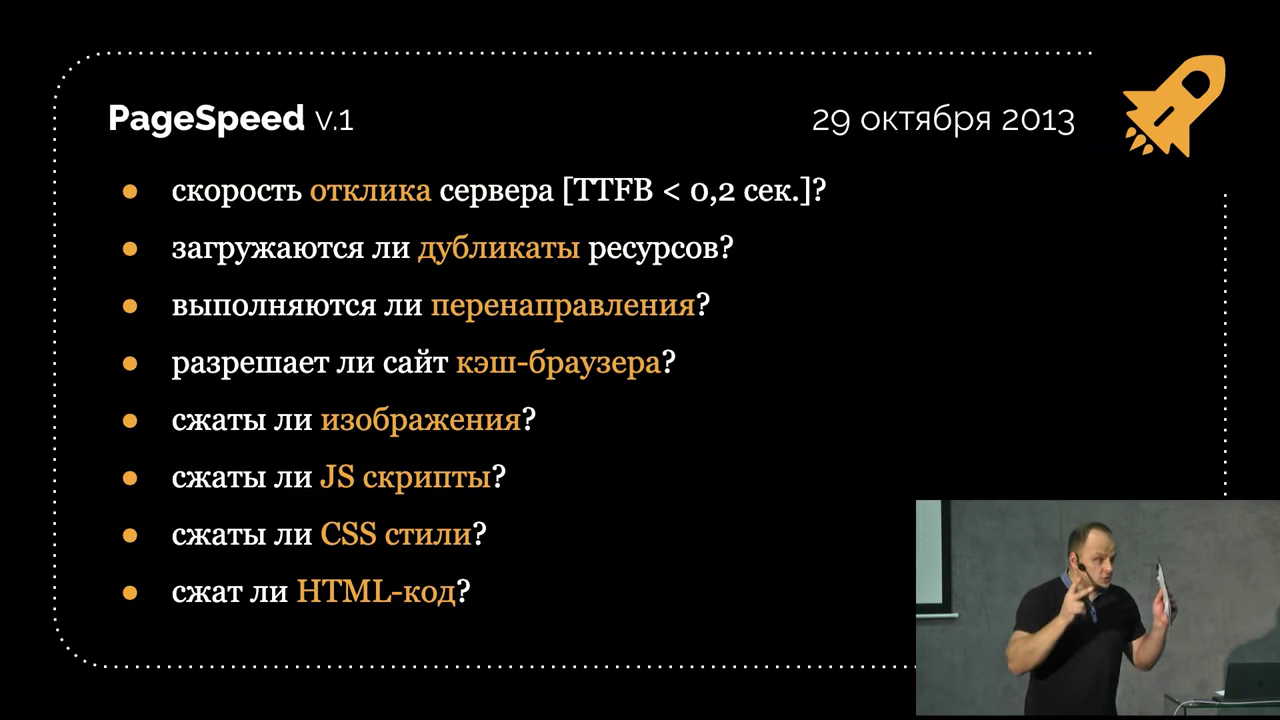 PageSpeed v.1
29 октября 2013
скорость отклика сервера [TTFB < 0,2 сек.]?
загружаются ли дубликаты ресурсов?
выполняются ли перенаправления?
разрешает ли сайт кэш-браузера?
сжаты ли изображения?
сжаты ли JS скрипты?
сжаты ли CSS стили?
сжат ли HTML-код?